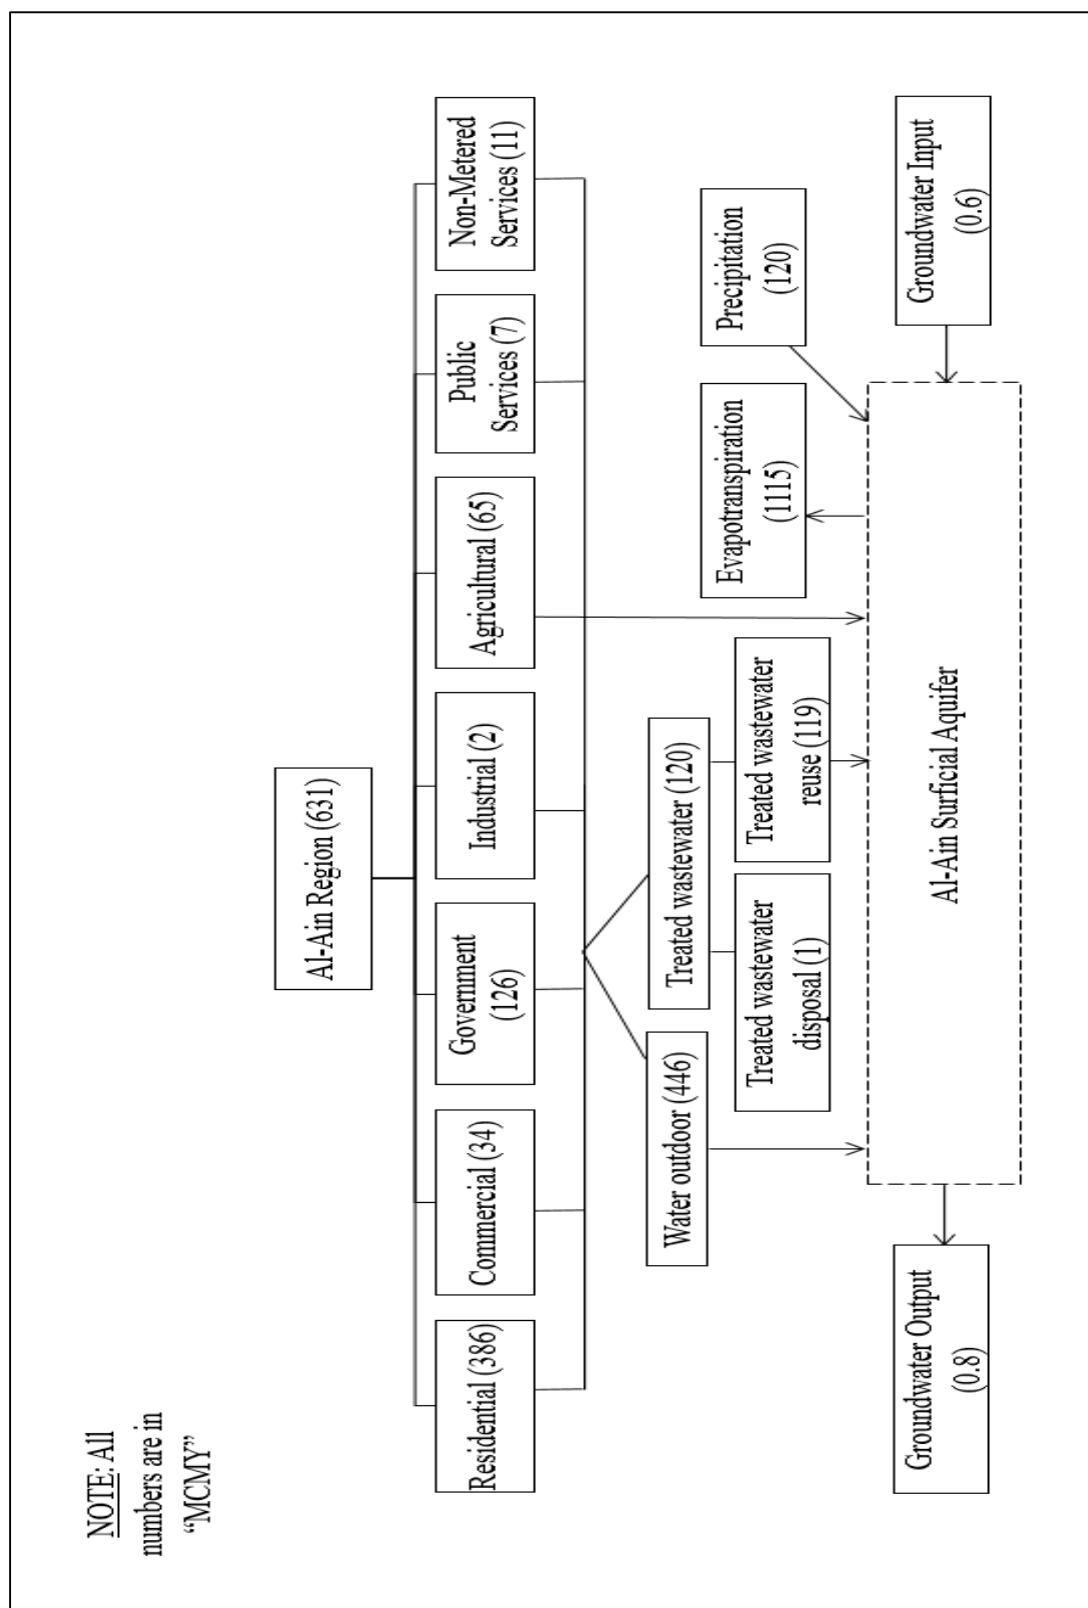 NOTE: All
numbers are in
“MCMY”
Al-Ain Region (631)
Residential (386)
Commercial (34)
Government
(126)
Industrial (2)
Agricultural (65)
Public
Services (7)
Non-Metered
Services (11)
Water outdoor (446)
Treated wastewater (120)
Treated wastewater
disposal (1)
Treated wastewater
reuse (119)
Evapotranspiration
(1115)
Precipitation
(120)
Groundwater Output
(0.8)
Al-Ain Surficial Aquifer
Groundwater Input
(0.6)